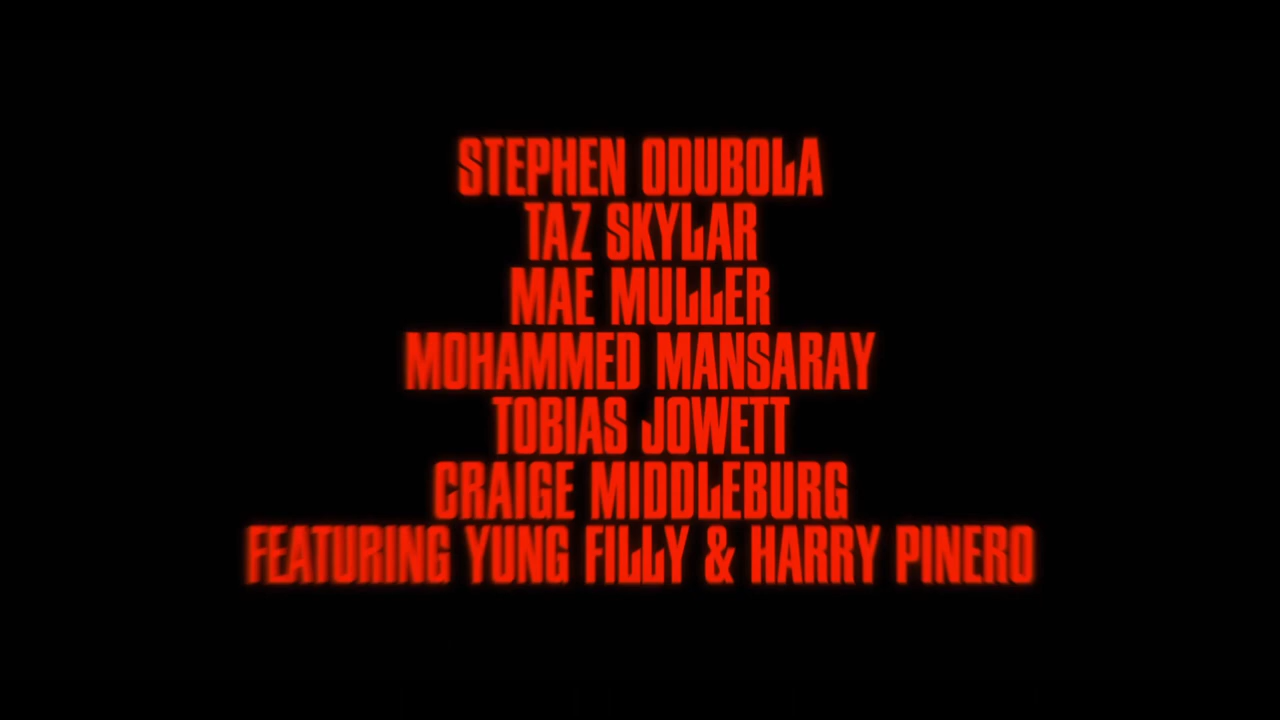 STEPHEN ODUBOLA
TAZ SKYLAR
MAE MULLER
MOHAMMED MANSARAY
TOBIAS JOWETT
CRAIGE MIDDLEBURG
FEATURING YUNG FILLY & HARRY PINERO